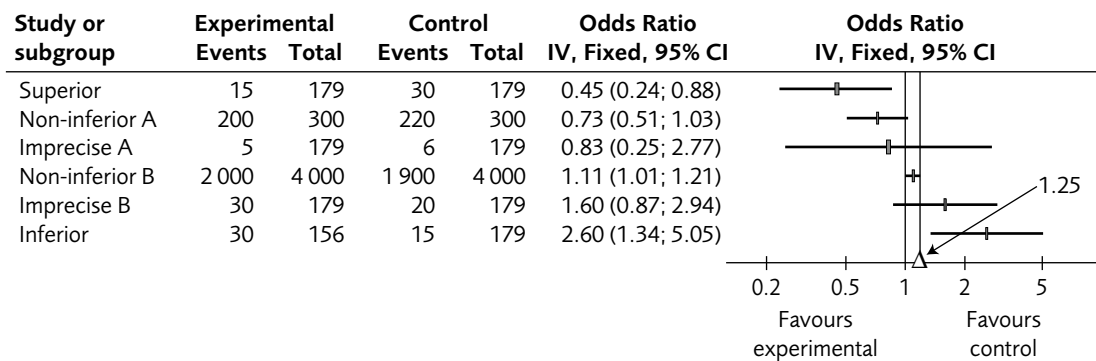 Study or Experimental Control Odds Ratio Odds Ratio
subgroup Events Total Events Total IV, Fixed, 95% CI IV, Fixed, 95% CI
Superior 15 179 30 179 0.45 (0.24; 0.88)
Non-inferior A 200 300 220 300 0.73 (0.51; 1.03)
Imprecise A 5 179 6 179 0.83 (0.25; 2.77)
Non-inferior B 2 000 4 000 1 900 4 000 1.11 (1.01; 1.21)
1.25
Imprecise B 30 179 20 179 1.60 (0.87; 2.94)
Inferior 30 156 15 179 2.60 (1.34; 5.05)
0.2 0.5 1 2 5
Favours Favours
experimental control